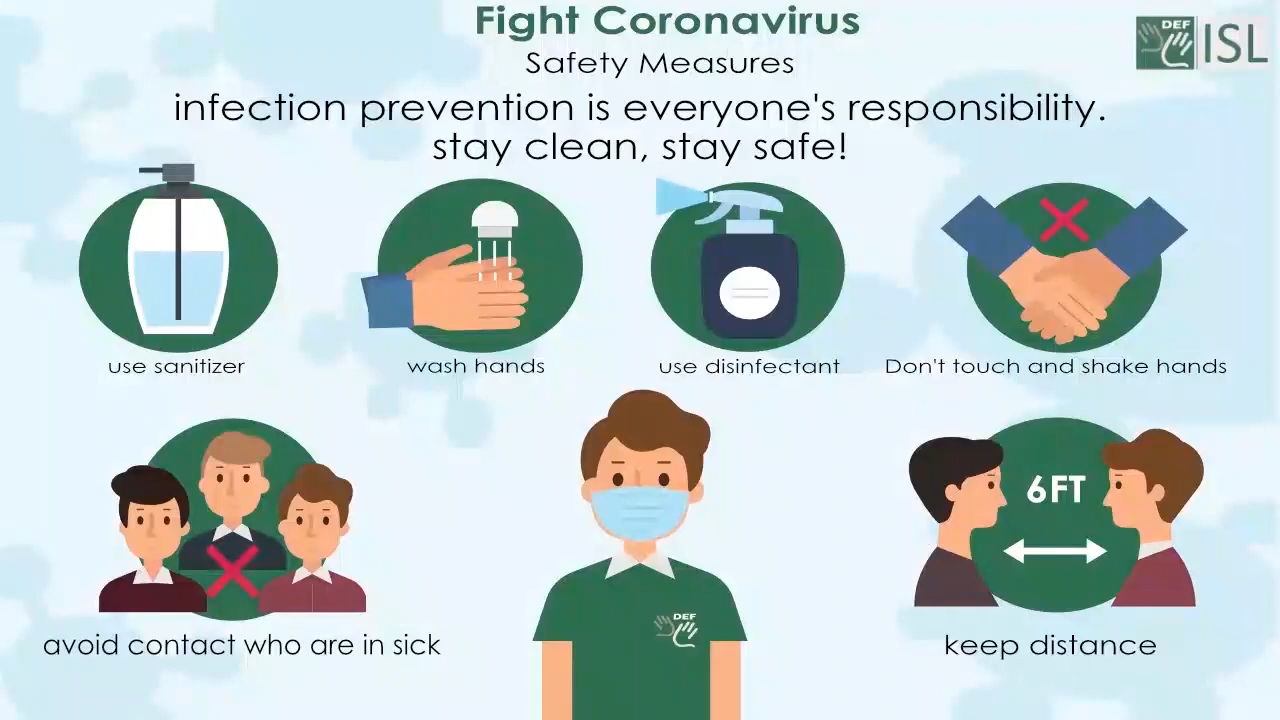 Fight Coronavirus
DEF
ISL
Safety Measures
infection prevention is everyone's responsibility.
stay clean, stay safe!
use sanitizer
wash hands
use disinfectant
Don't touch and shake hands
6FT
DEF
avoid contact who are in sick
keep distance